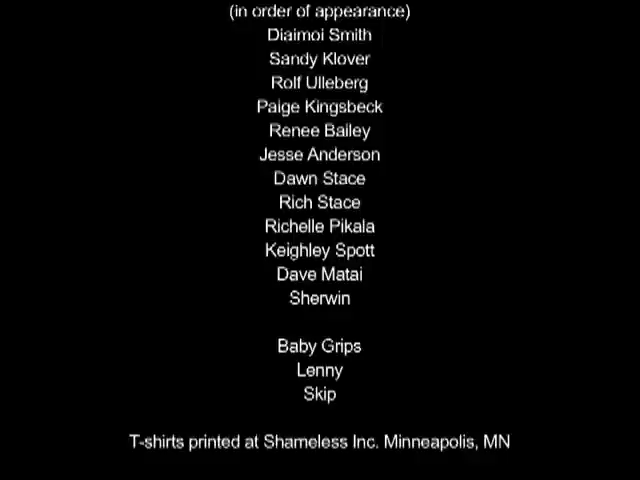 (in order of appearance)
Diaimoi Smith
Sandy Klover
Rolf Ulleberg
Paige Kingsbeck
Renee Bailey
Jesse Anderson
Dawn Stace
Rich Stace
Richelle Pikala
Keighley Spott
Dave Matai
Sherwin
Baby Grips
Lenny
Skip
T-shirts printed at Shameless Inc. Minneapolis, MN